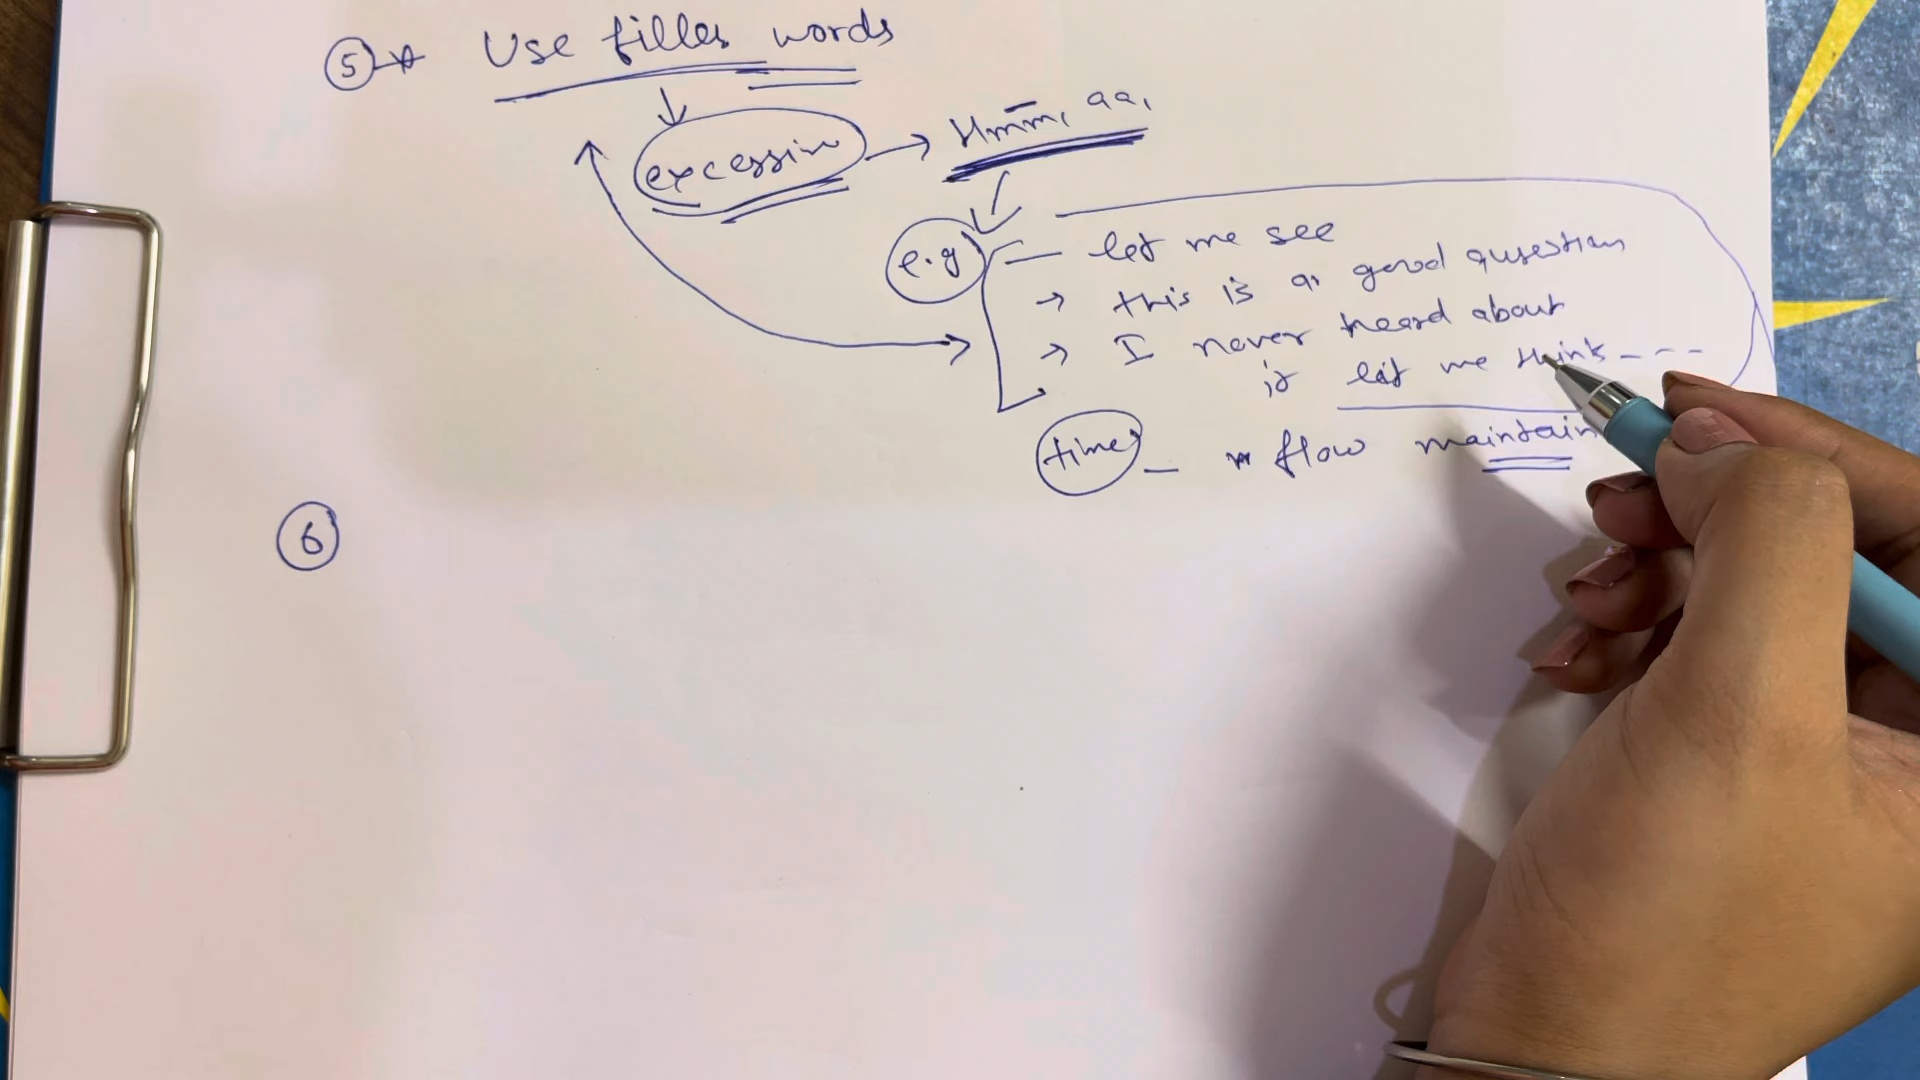 5 Use filler words
excessive → Hmm, aa,
e.g — let me see
→ this is a good question,
→ I never heard about
it let me think ----
time — flow maintain
6